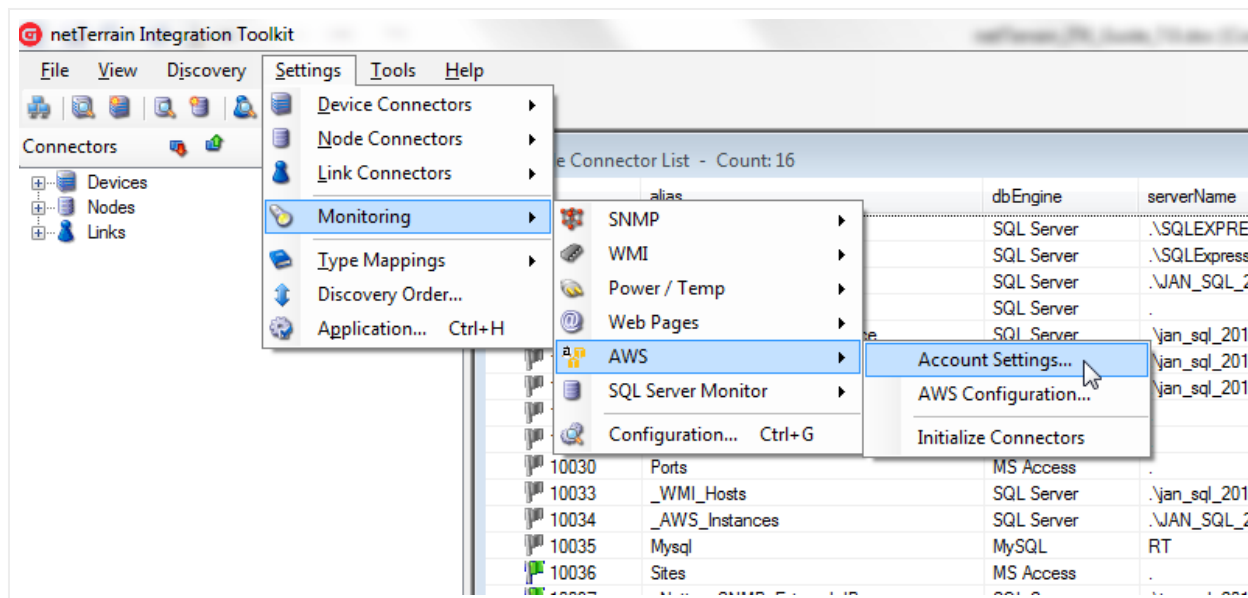 netTerrain Integration Toolkit
File View Discovery Settings Tools Help
Connectors
Devices
Nodes
Links
Device Connectors
Node Connectors
Link Connectors
Monitoring
Type Mappings
Discovery Order...
Application... Ctrl+H
SNMP
WMI
Power / Temp
Web Pages
AWS
SQL Server Monitor
Configuration... Ctrl+G
Account Settings...
AWS Configuration...
Initialize Connectors
e Connector List - Count: 16
alias dbEngine serverName
SQL Server .\SQLEXPRE
SQL Server .\SQLExpress
SQL Server .\JAN_SQL_2
SQL Server .
se SQL Server .\jan_sql_201
.\jan_sql_201
.\jan_sql_201
10030 Ports MS Access .
10033 _WMI_Hosts SQL Server .\jan_sql_201
10034 _AWS_Instances SQL Server .\JAN_SQL_2
10035 Mysql MySQL RT
10036 Sites MS Access .